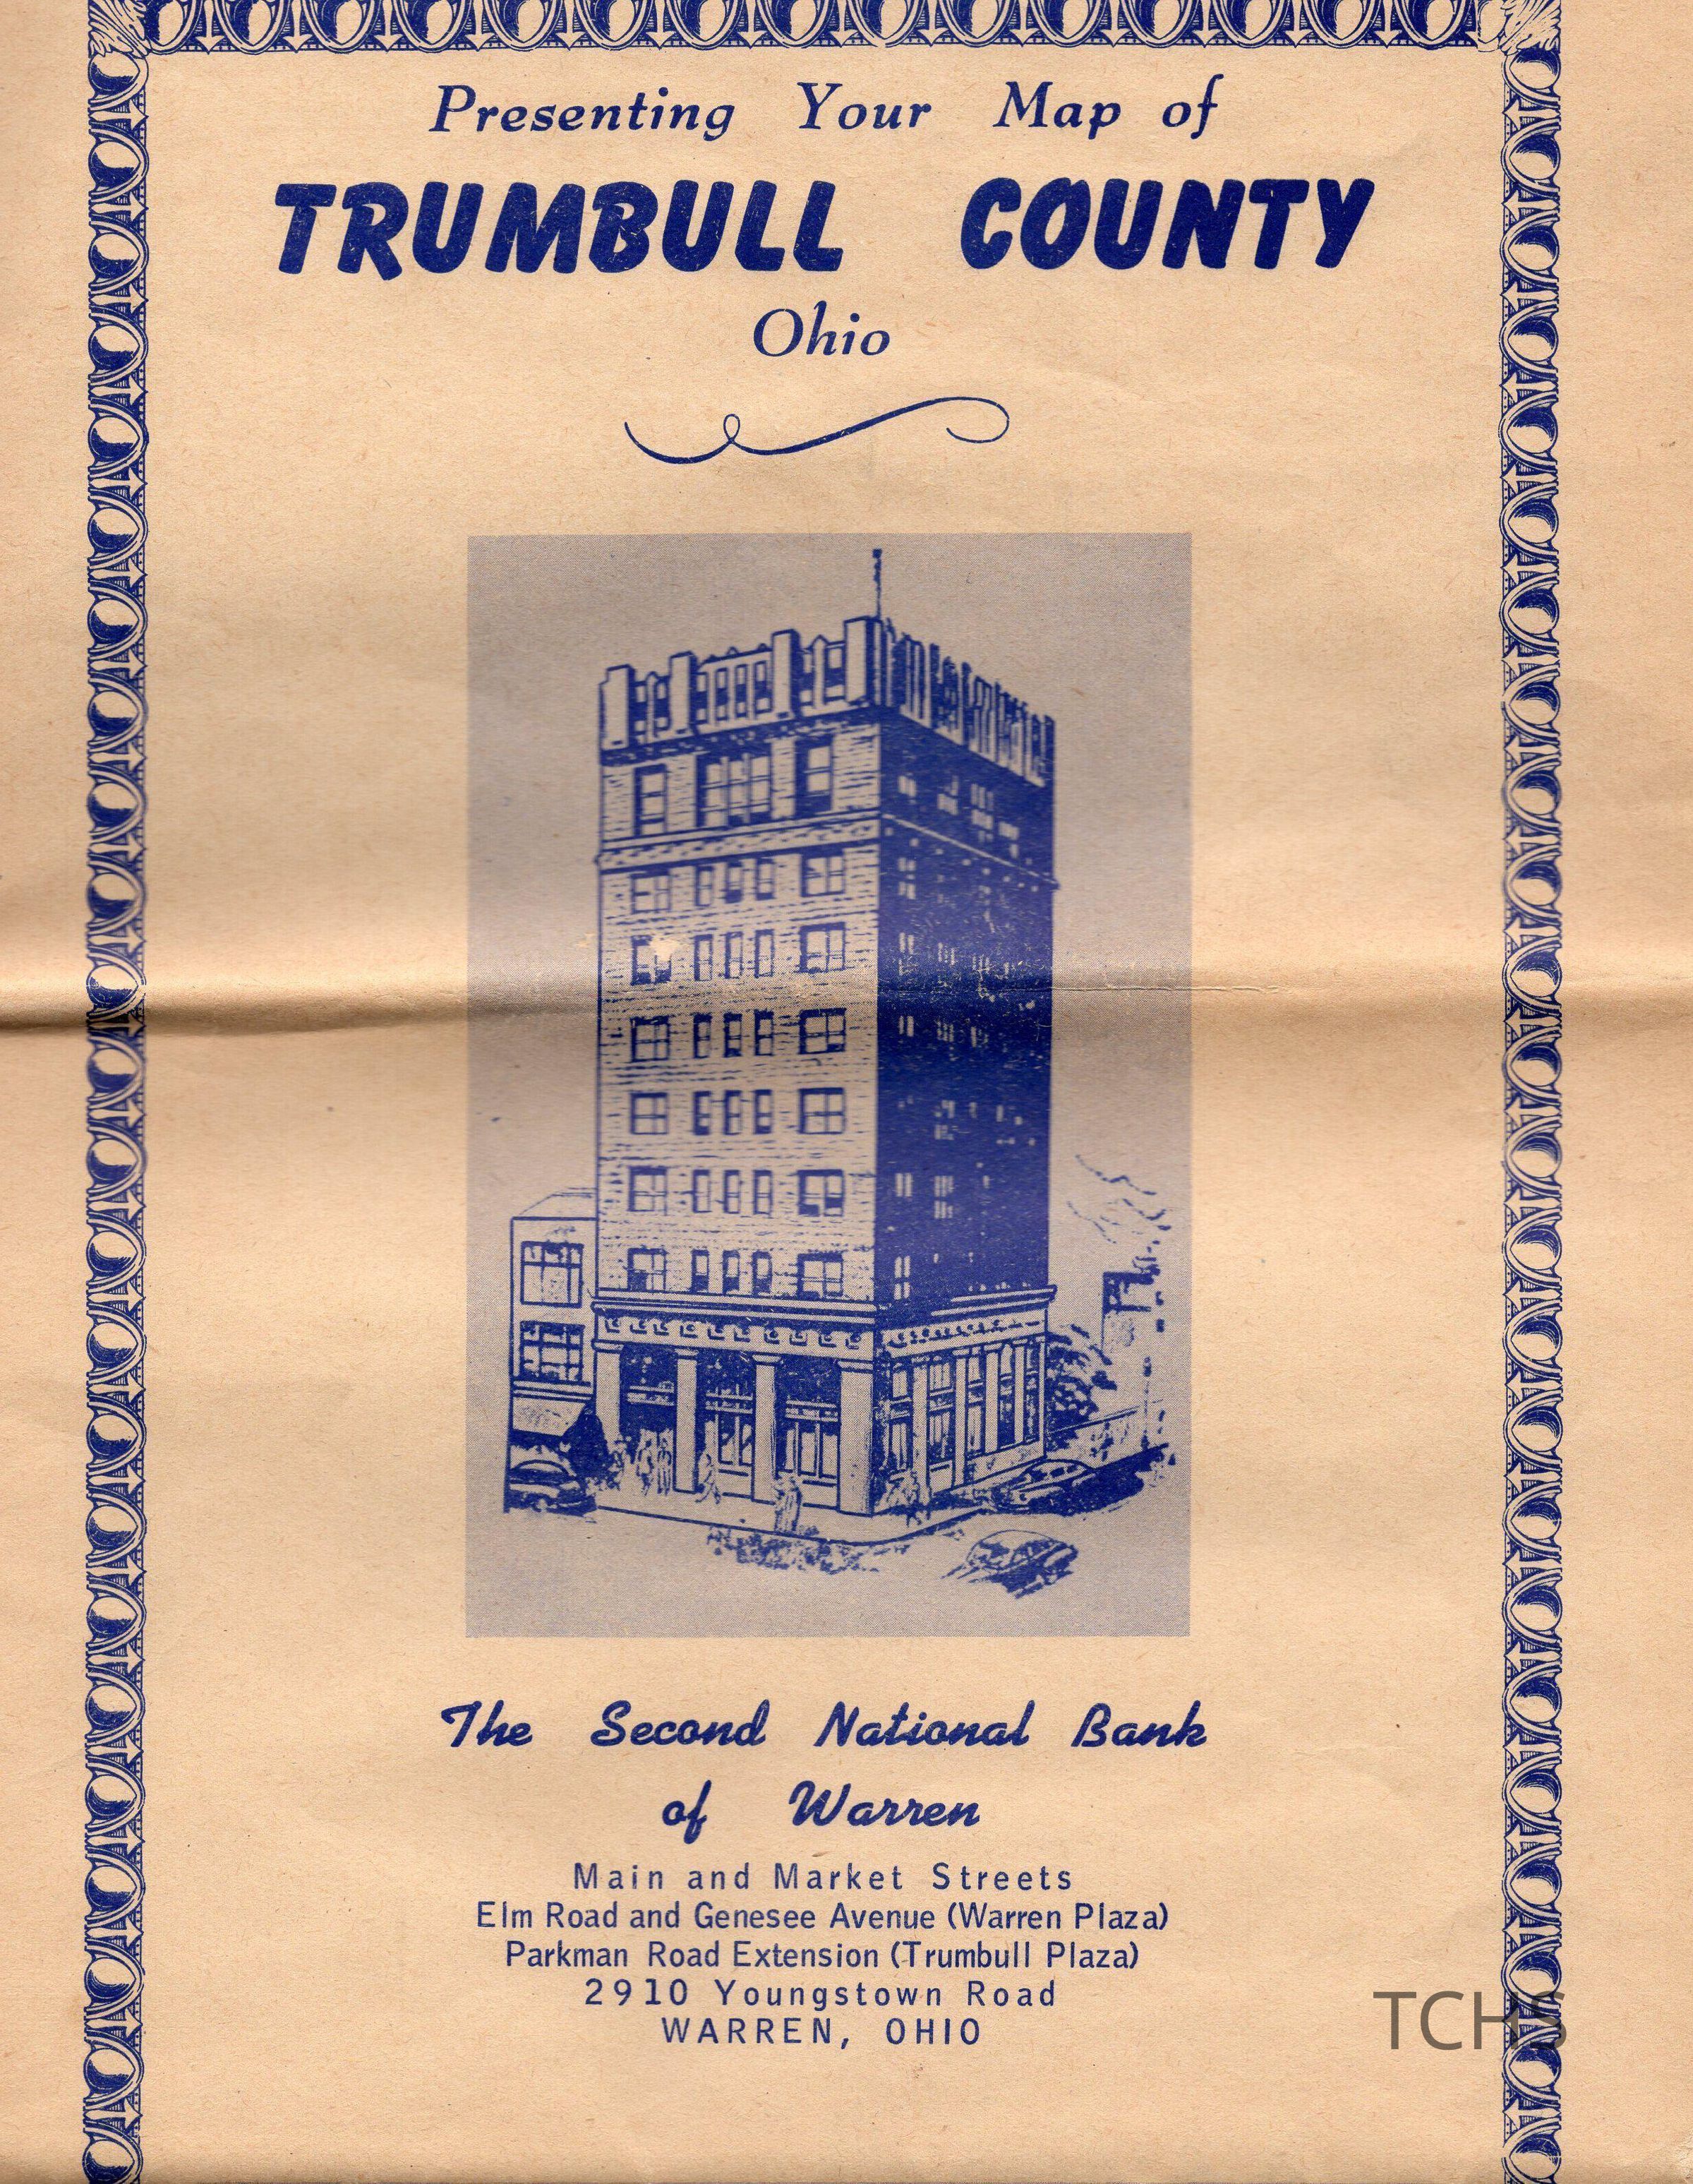 Presenting Your Map of
TRUMBULL COUNTY
Ohio
The Second National Bank
of Warren
Main and Market Streets
Elm Road and Genesee Avenue (Warren Plaza)
Parkman Road Extension (Trumbull Plaza)
2910 Youngstown Road
WARREN, OHIO
TCHS